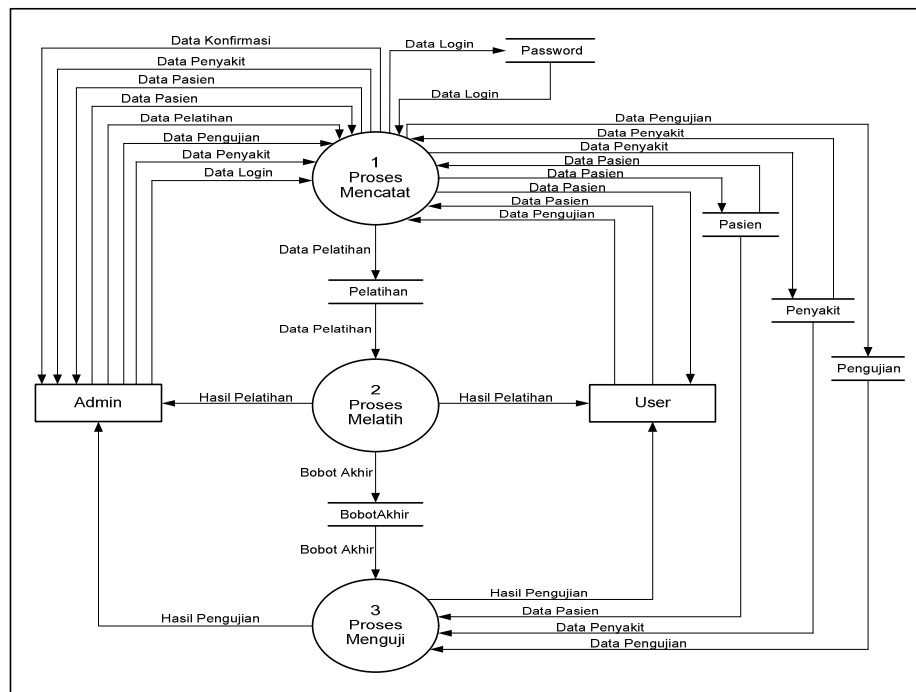 Data Konfirmasi
Data Login
Password
Data Penyakit
Data Pasien
Data Pasien
Data Login
Data Pelatihan
Data Pengujian
Data Pengujian
Data Penyakit
Data Penyakit
Data Penyakit
Data Login
1
Proses
Mencatat
Data Pasien
Data Pasien
Data Pasien
Data Pasien
Data Pengujian
Pasien
Data Pelatihan
Pelatihan
Penyakit
Data Pelatihan
Pengujian
Admin
Hasil Pelatihan
2
Proses
Melatih
Hasil Pelatihan
User
Bobot Akhir
BobotAkhir
Bobot Akhir
Hasil Pengujian
3
Proses
Menguji
Hasil Pengujian
Data Pasien
Data Penyakit
Data Pengujian